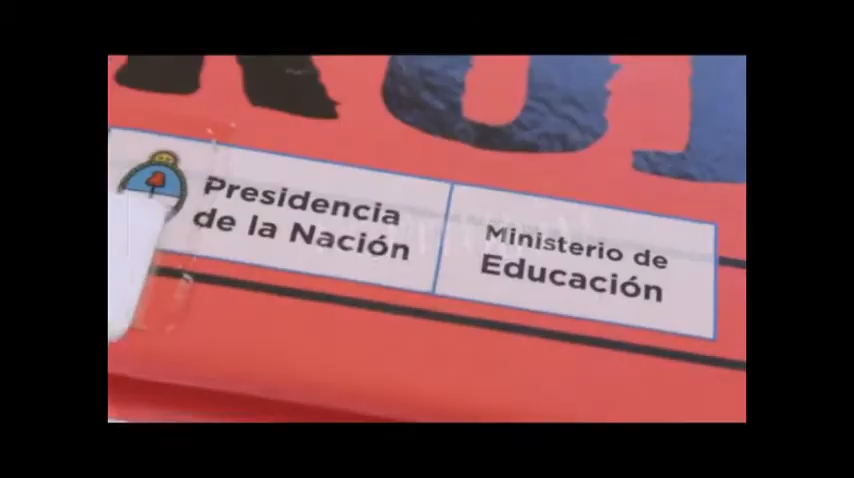 Presidencia
de la Nación
Ministerio de
Educación